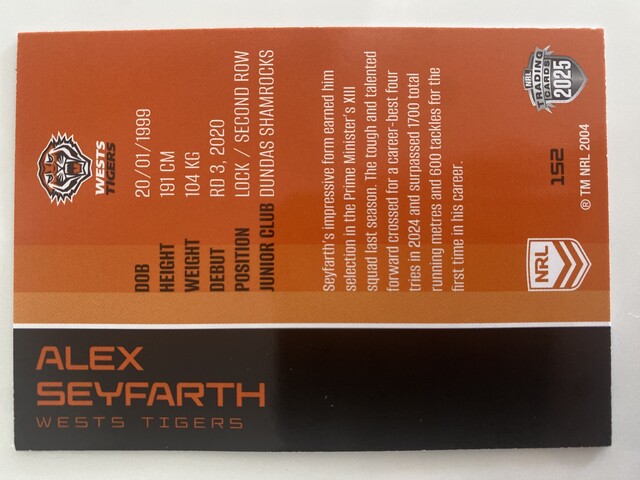 ALEX
SEYFARTH
WESTS TIGERS
WESTS
TIGERS
DOB 20/01/1999
HEIGHT 191 CM
WEIGHT 104 KG
DEBUT RD 3, 2020
POSITION LOCK / SECOND ROW
JUNIOR CLUB DUNDAS SHAMROCKS
Seyfarth's impressive form earned him
selection in the Prime Minister's XIII
squad last season. The tough and talented
forward crossed for a career-best four
tries in 2024 and surpassed 1700 total
running metres and 600 tackles for the
first time in his career.
NRL
NRL
TRADING
CARDS
2025
152
® TM NRL 2004